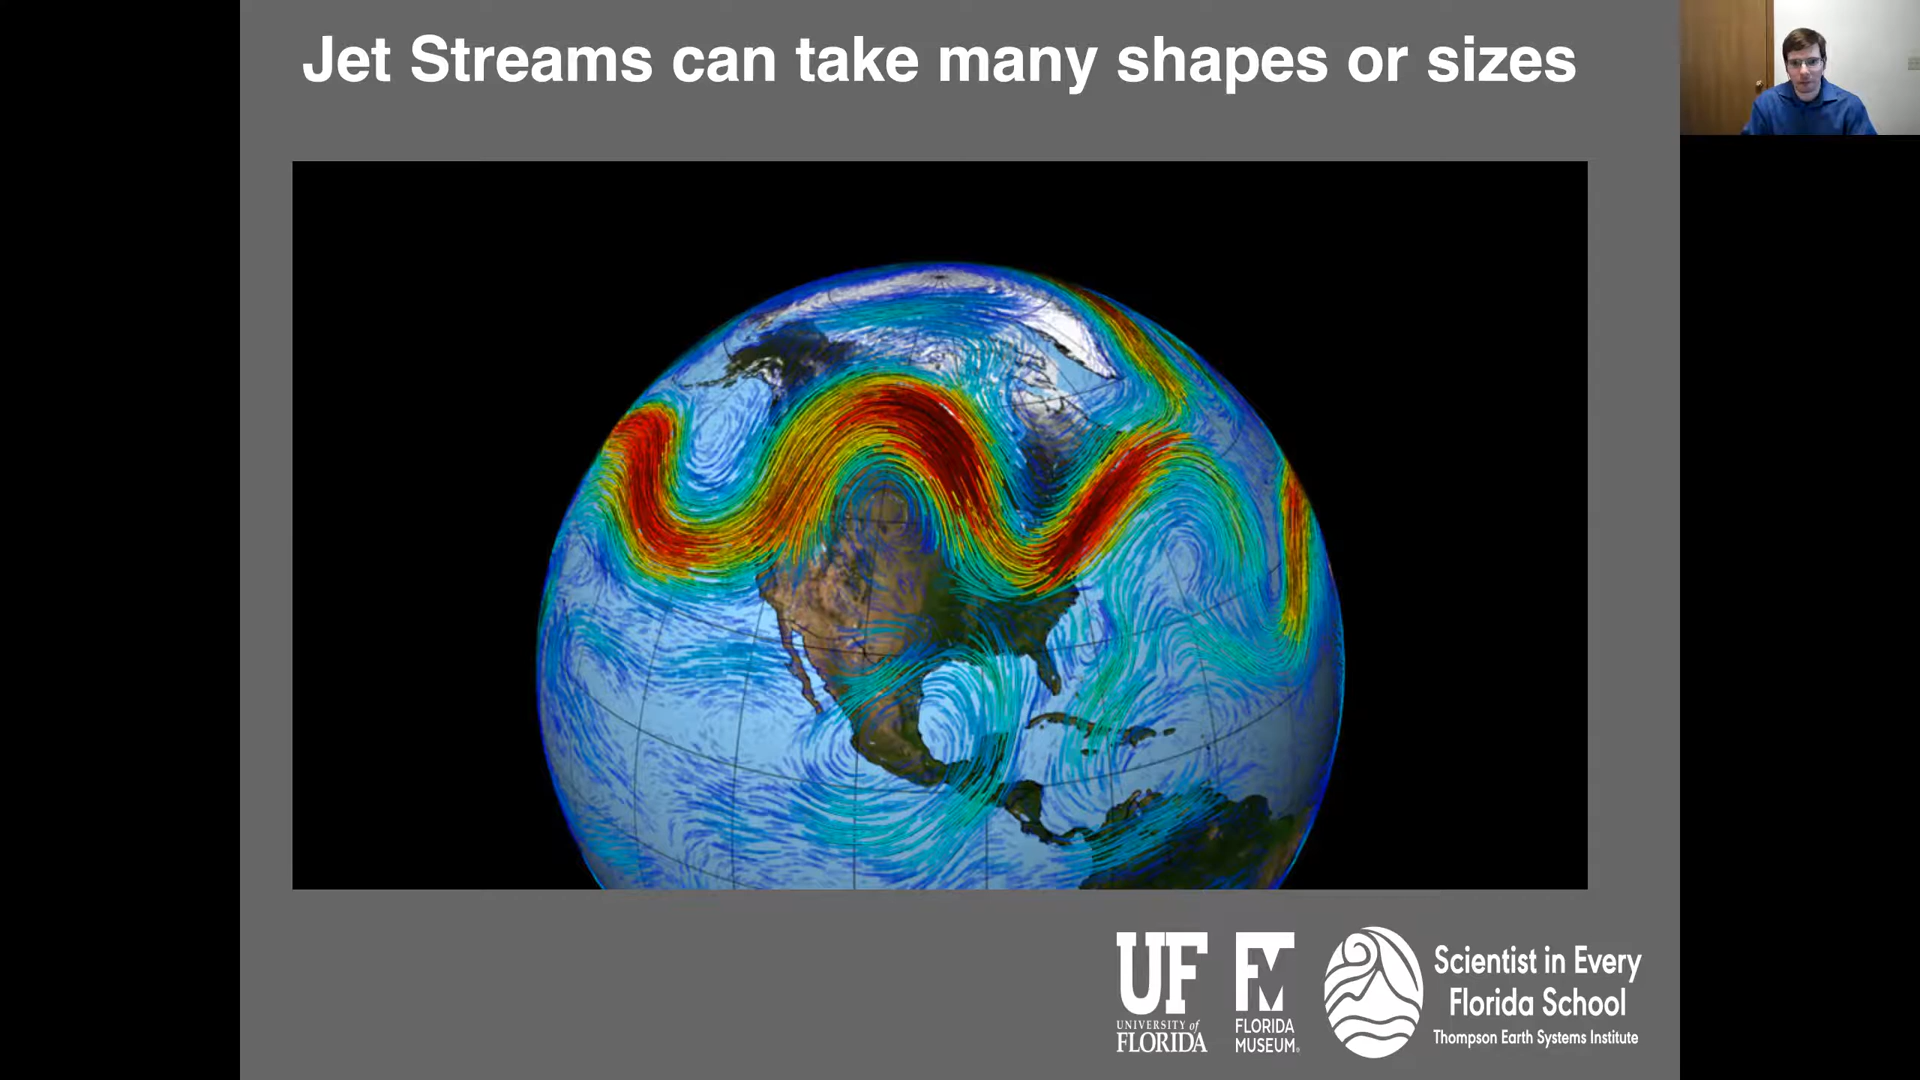 Jet Streams can take many shapes or sizes
UF
UNIVERSITY of
FLORIDA
FM
FLORIDA
MUSEUM®
Scientist in Every
Florida School
Thompson Earth Systems Institute